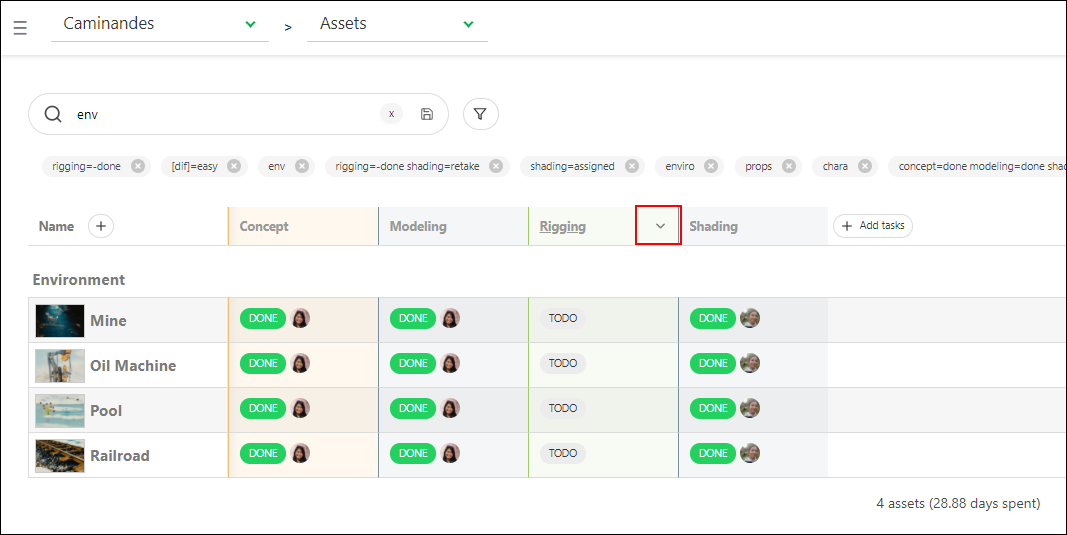 Caminandes > Assets
env x
rigging=-done [dif]=easy env rigging=-done shading=retake shading=assigned enviro props chara concept=done modeling=done shad
Name + Concept Modeling Rigging Shading + Add tasks
Environment
Mine DONE DONE TODO DONE
Oil Machine DONE DONE TODO DONE
Pool DONE DONE TODO DONE
Railroad DONE DONE TODO DONE
4 assets (28.88 days spent)